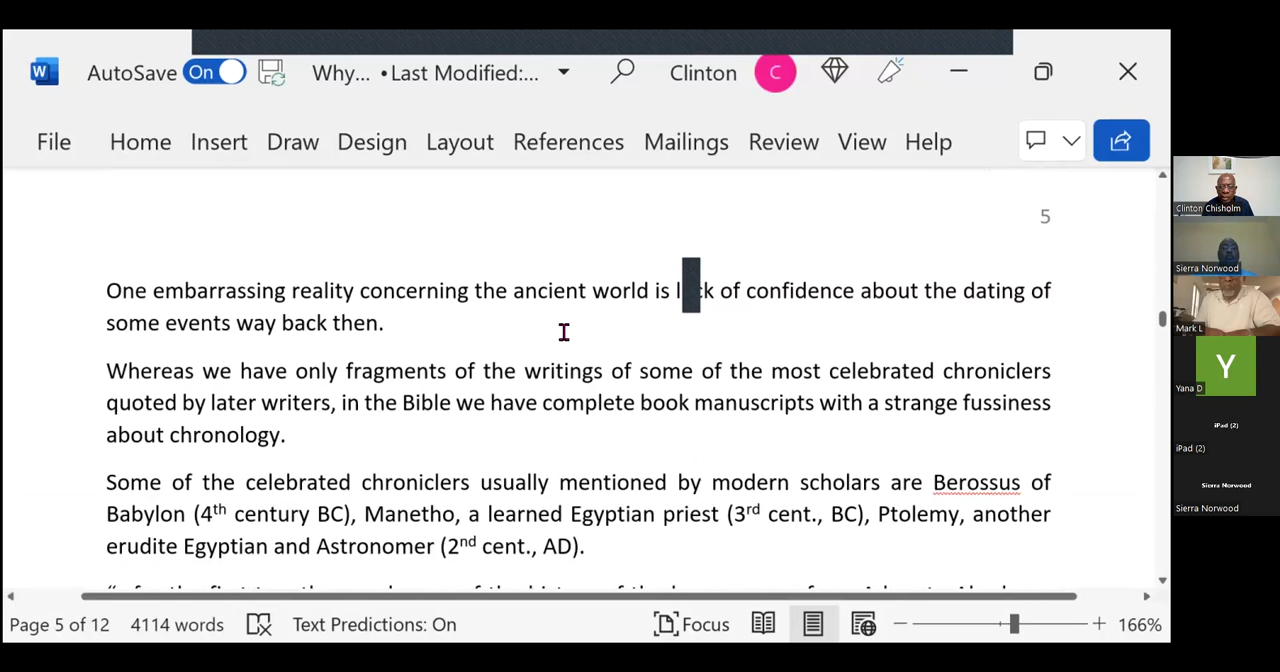 AutoSave On Why... • Last Modified:... Clinton C
File Home Insert Draw Design Layout References Mailings Review View Help
5
One embarrassing reality concerning the ancient world is of confidence about the dating of
some events way back then.
Whereas we have only fragments of the writings of some of the most celebrated chroniclers
quoted by later writers, in the Bible we have complete book manuscripts with a strange fussiness
about chronology.
Some of the celebrated chroniclers usually mentioned by modern scholars are Berossus of
Babylon (4th century BC), Manetho, a learned Egyptian priest (3rd cent., BC), Ptolemy, another
erudite Egyptian and Astronomer (2nd cent., AD).
Page 5 of 12 4114 words Text Predictions: On Focus 166%
Clinton Chisholm
Sierra Norwood
Mark L
Y
Yana D
iPad (2)
iPad (2)
Sierra Norwood
Sierra Norwood